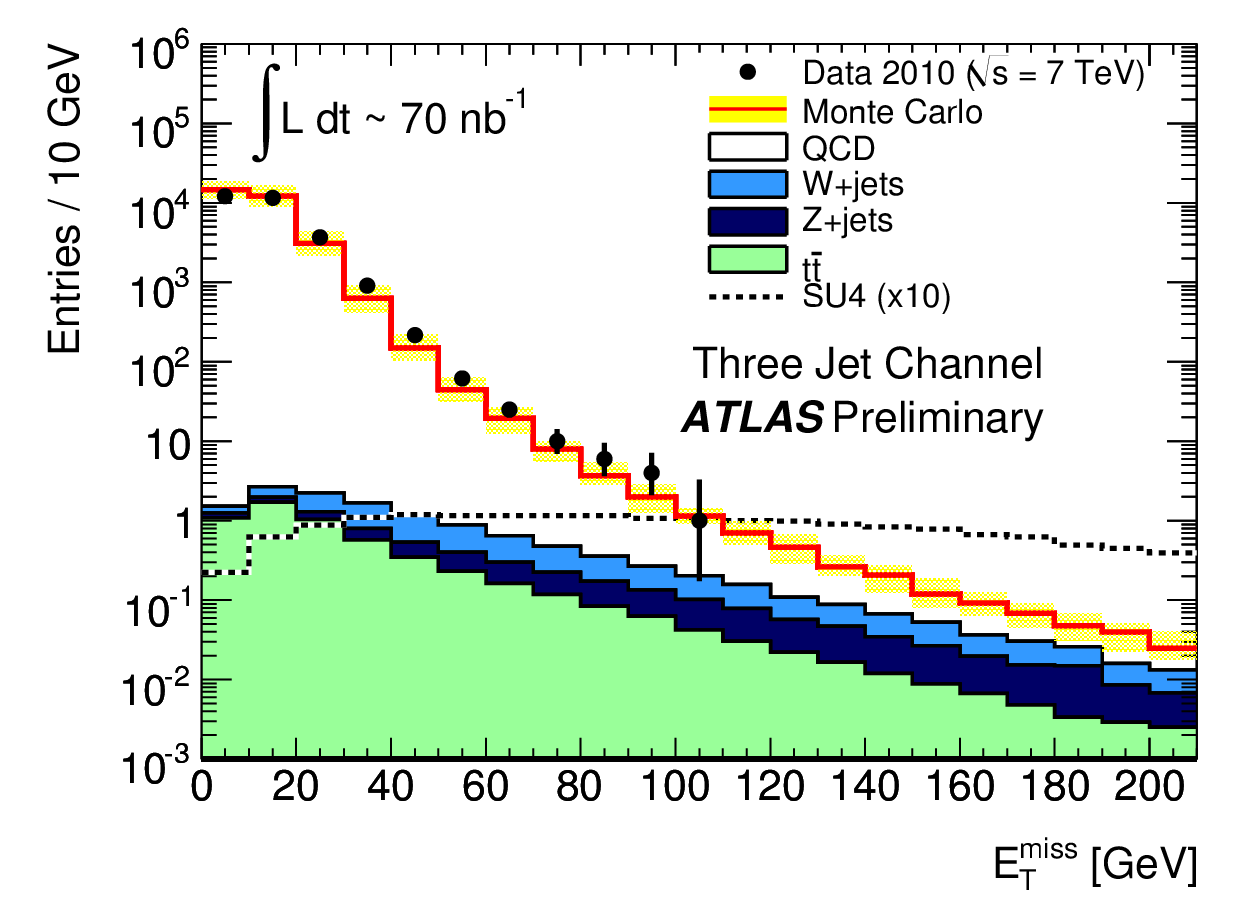 Entries / 10 GeV
10^6
10^5
10^4
10^3
10^2
10
1
10^-1
10^-2
10^-3
∫L dt ~ 70 nb^-1
Data 2010 (√s = 7 TeV)
Monte Carlo
QCD
W+jets
Z+jets
tt̄
SU4 (x10)
Three Jet Channel
ATLAS Preliminary
0 20 40 60 80 100 120 140 160 180 200
E_T^miss [GeV]